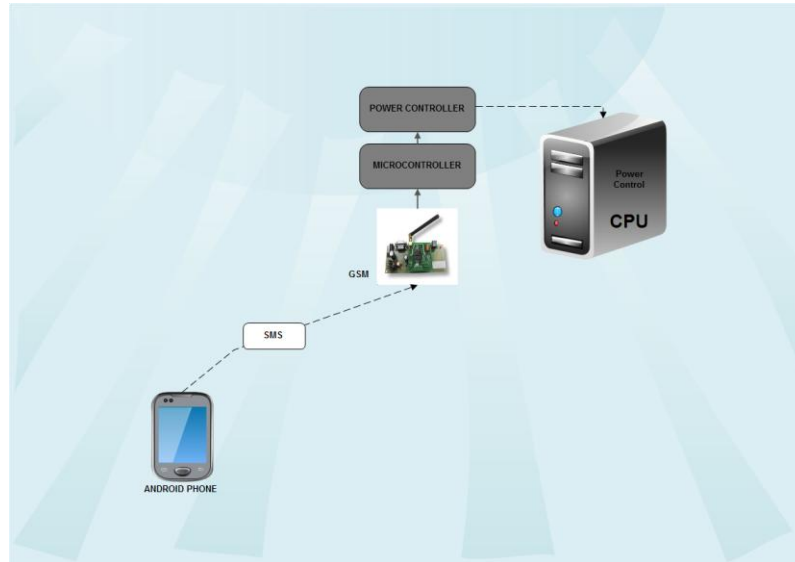 POWER CONTROLLER
MICROCONTROLLER
Power
Control
CPU
GSM
SMS
ANDROID PHONE